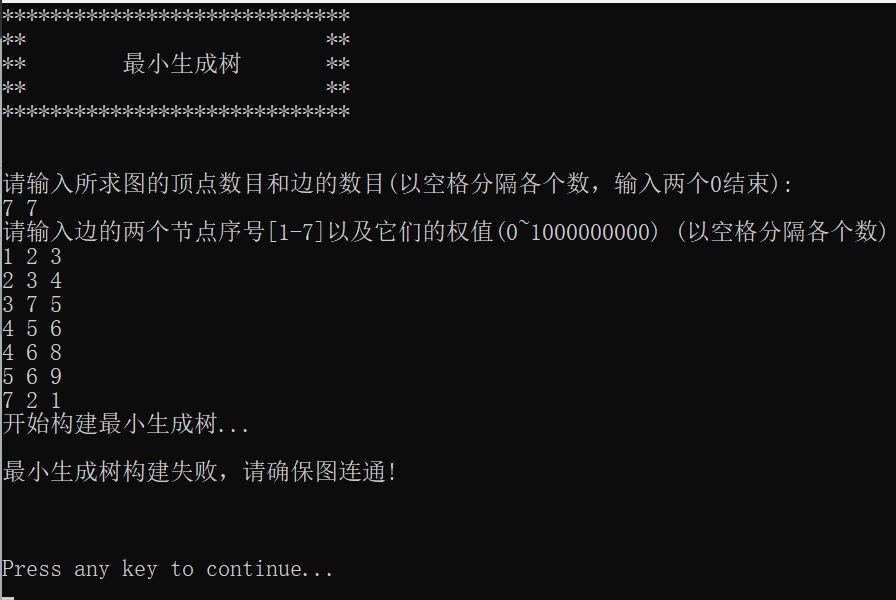 *****************************
**                         **
**        最小生成树       **
**                         **
*****************************
请输入所求图的顶点数目和边的数目(以空格分隔各个数，输入两个0结束):
7 7
请输入边的两个节点序号[1-7]以及它们的权值(0~1000000000) (以空格分隔各个数)
1 2 3
2 3 4
3 7 5
4 5 6
4 6 8
5 6 9
7 2 1
开始构建最小生成树...
最小生成树构建失败，请确保图连通!
Press any key to continue...